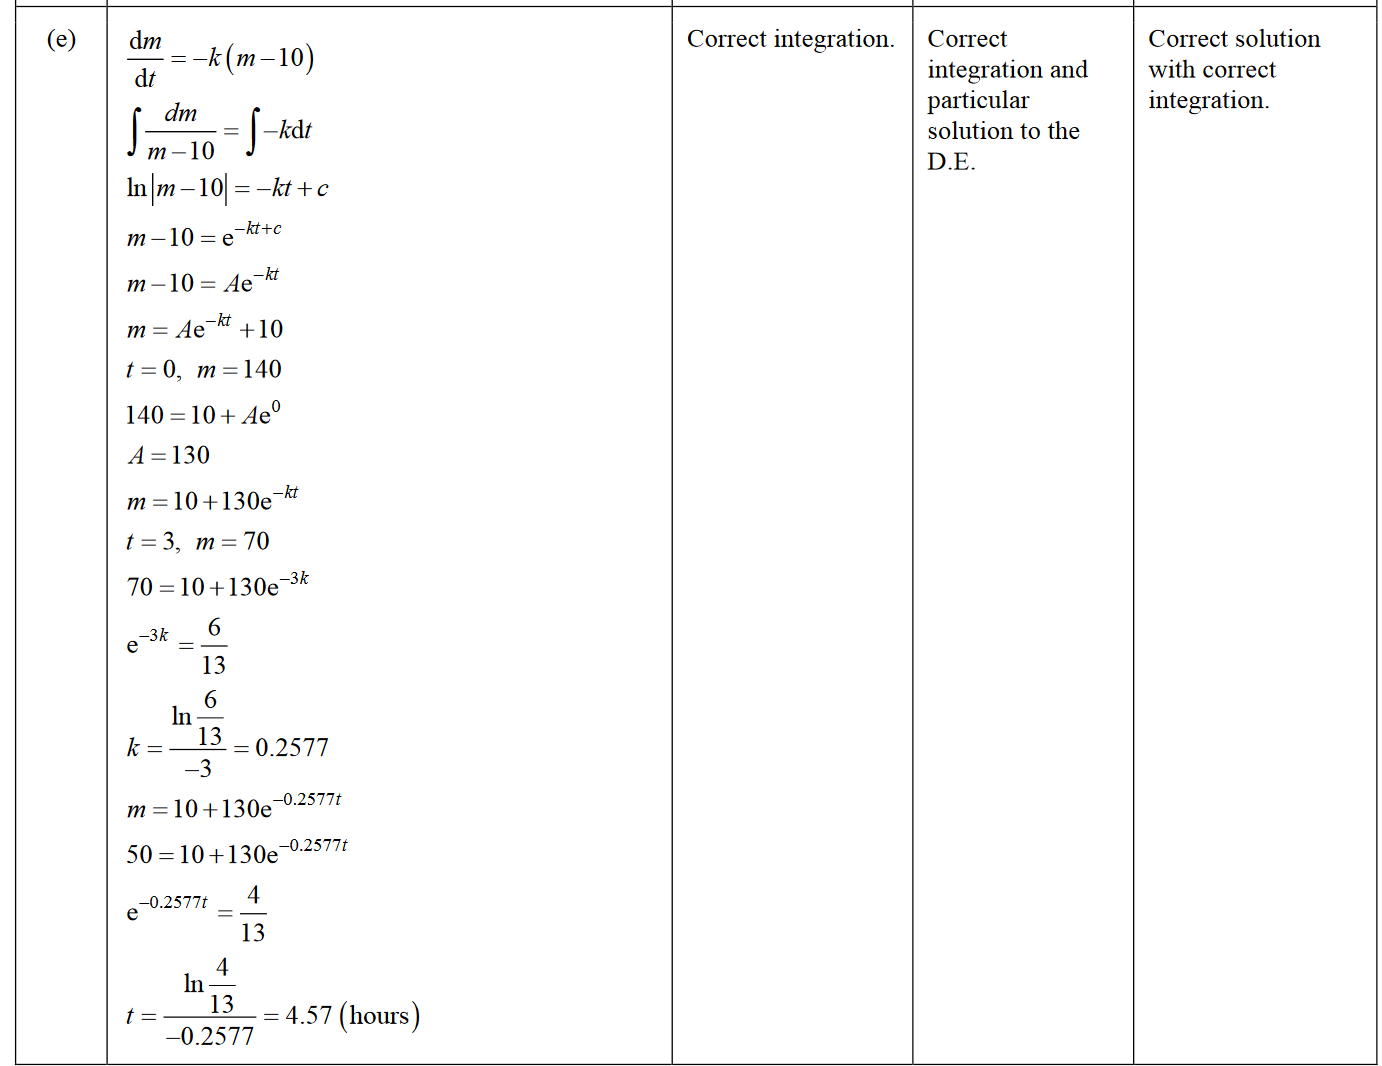 (e)
dm/dt = −k(m−10)
∫ dm/(m−10) = ∫ −kdt
ln|m−10| = −kt + c
m−10 = e^(−kt+c)
m−10 = Ae^(−kt)
m = Ae^(−kt) +10
t = 0, m = 140
140 = 10 + Ae^0
A = 130
m = 10+130e^(−kt)
t = 3, m = 70
70 = 10+130e^(−3k)
e^(−3k) = 6/13
k = (ln 6/13)/(−3) = 0.2577
m = 10+130e^(−0.2577t)
50 = 10+130e^(−0.2577t)
e^(−0.2577t) = 4/13
t = (ln 4/13)/(−0.2577) = 4.57 (hours)
Correct integration.
Correct
integration and
particular
solution to the
D.E.
Correct solution
with correct
integration.